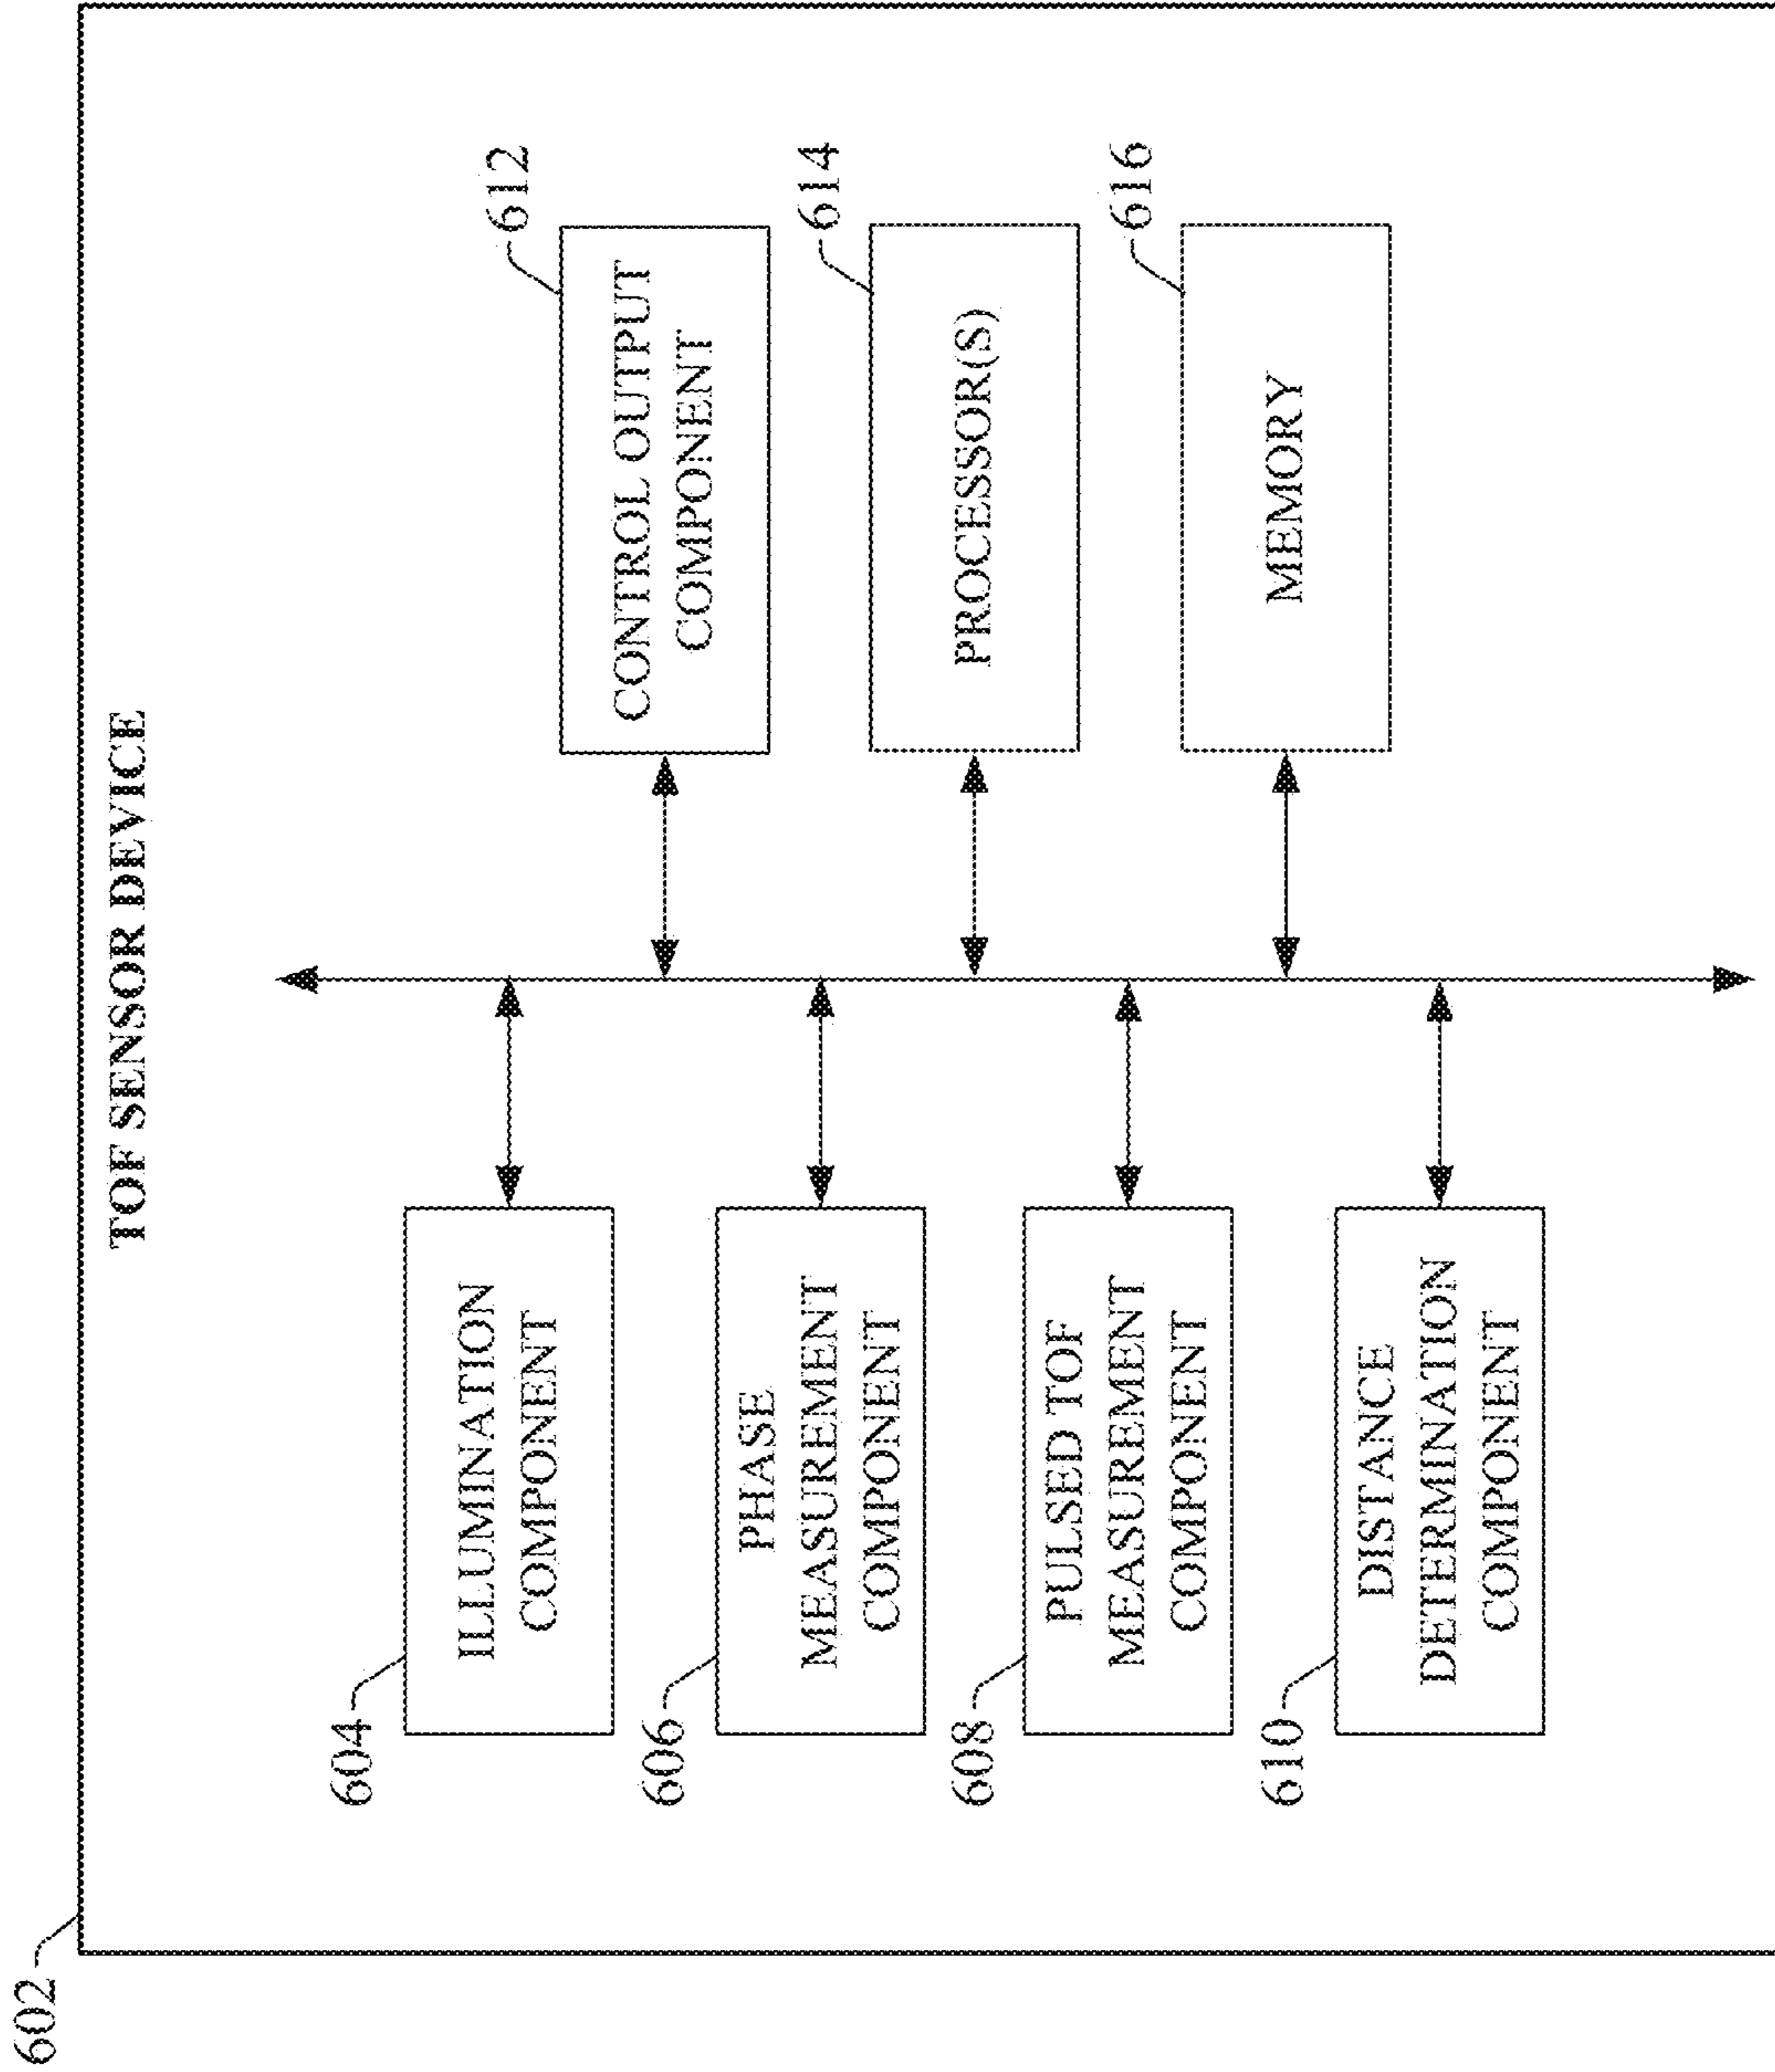 602
TOF SENSOR DEVICE
604
ILLUMINATION
COMPONENT
606
PHASE
MEASUREMENT
COMPONENT
608
PULSED TOF
MEASUREMENT
COMPONENT
610
DISTANCE
DETERMINATION
COMPONENT
612
CONTROL OUTPUT
COMPONENT
614
PROCESSOR(S)
616
MEMORY